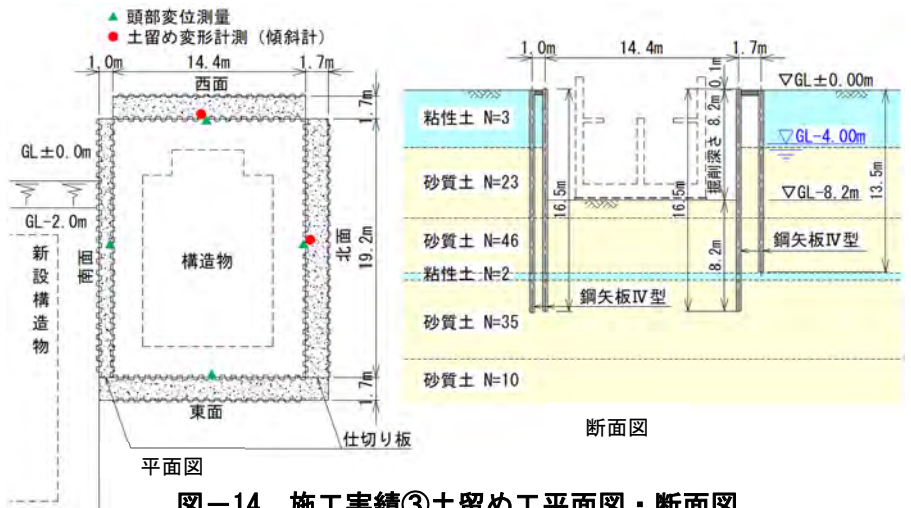 ▲ 頭部変位測量
● 土留め変形計測（傾斜計）
1.0m 14.4m 1.7m
西面
1.7m
GL±0.0m
GL-2.0m
新設構造物
南面
構造物
北面
19.2m
東面
1.7m
仕切り板
平面図
1.0m 14.4m 1.7m
0.1m
▽GL±0.00m
粘性土 N=3
掘削深さ 8.2m
▽GL-4.00m
砂質土 N=23
16.5m
16.5m
13.5m
▽GL-8.2m
砂質土 N=46
8.2m
鋼矢板Ⅳ型
粘性土 N=2
鋼矢板Ⅳ型
砂質土 N=35
砂質土 N=10
断面図
図－14 施工実績③土留め工平面図・断面図